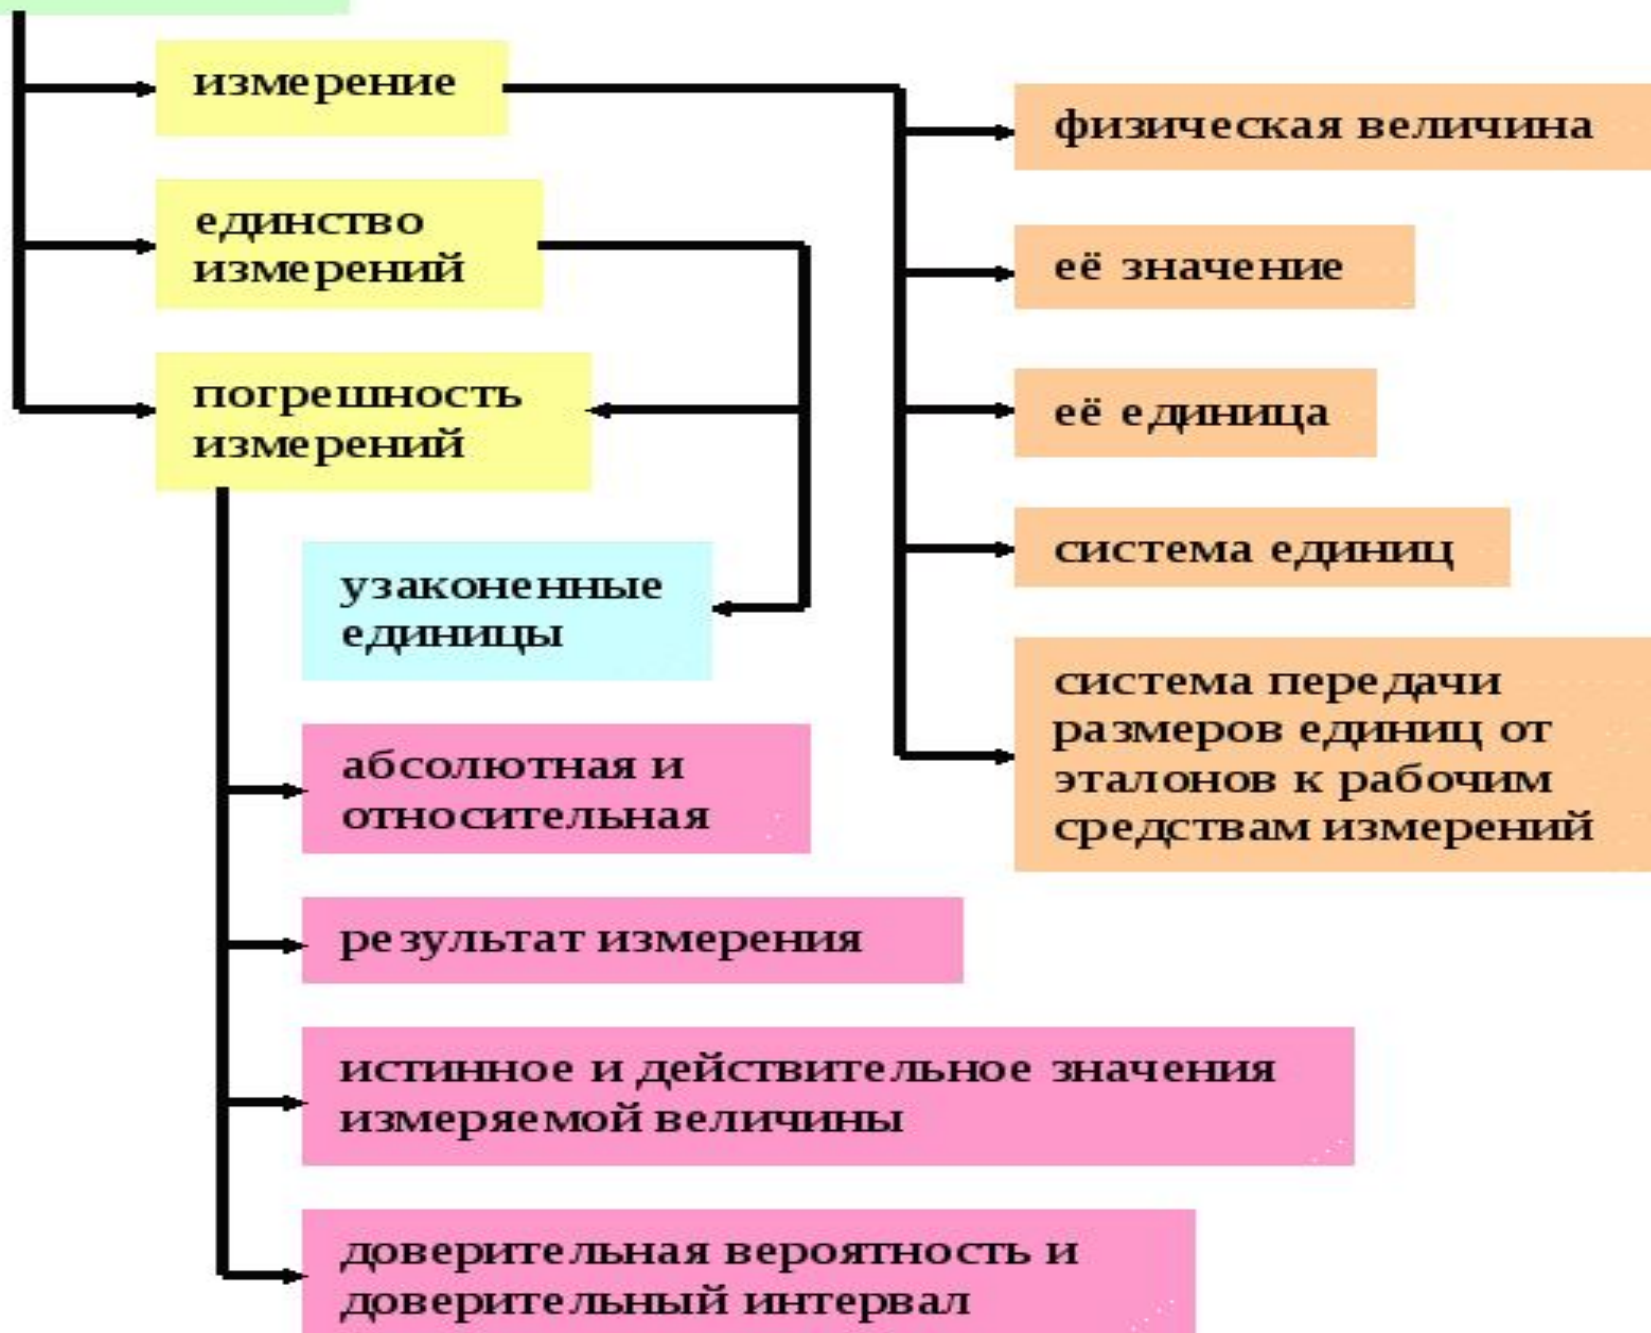 измерение
единство
измерений
погрешность
измерений
узаконенные
единицы
абсолютная и
относительная
результат измерения
истинное и действительное значения
измеряемой величины
доверительная вероятность и
доверительный интервал
физическая величина
её значение
её единица
система единиц
система передачи
размеров единиц от
эталонов к рабочим
средствам измерений